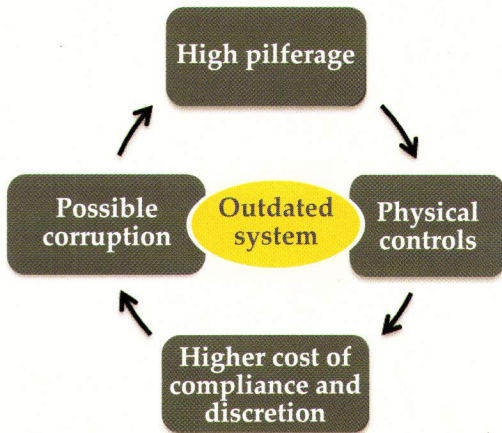 High pilferage
Possible
corruption
Outdated
system
Physical
controls
Higher cost of
compliance and
discretion